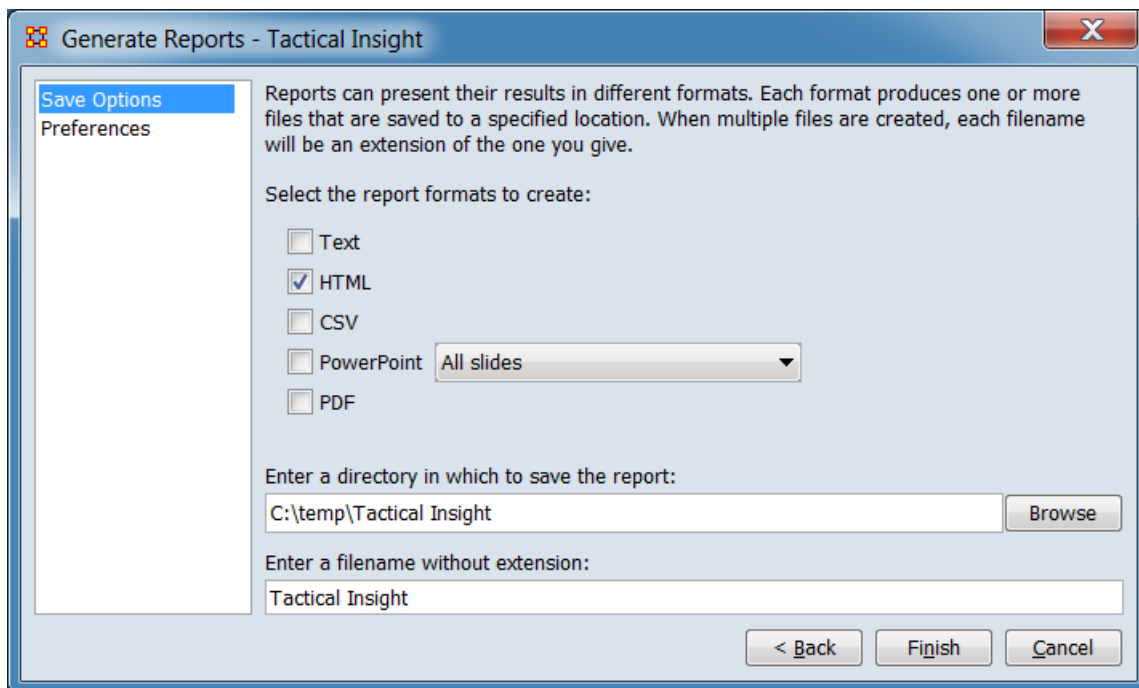 Generate Reports - Tactical Insight
X
Save Options
Preferences
Reports can present their results in different formats. Each format produces one or more
files that are saved to a specified location. When multiple files are created, each filename
will be an extension of the one you give.
Select the report formats to create:
Text
HTML
CSV
PowerPoint All slides
PDF
Enter a directory in which to save the report:
C:\temp\Tactical Insight Browse
Enter a filename without extension:
Tactical Insight
< Back Finish Cancel